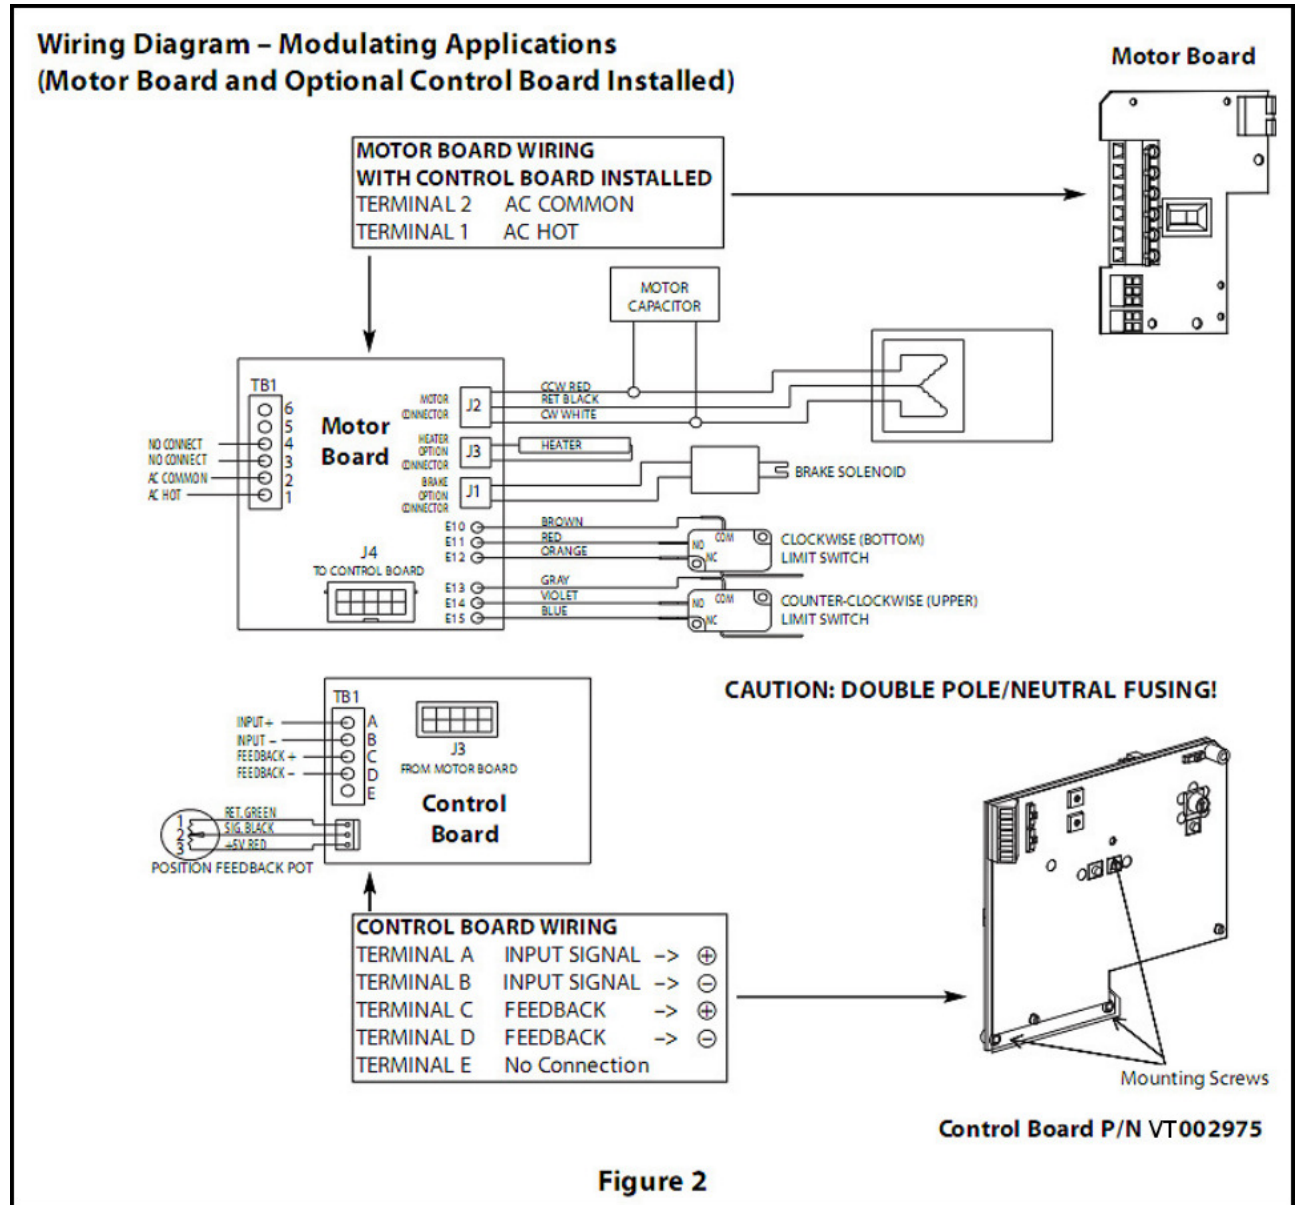 Wiring Diagram – Modulating Applications
(Motor Board and Optional Control Board Installed)
Motor Board
MOTOR BOARD WIRING
WITH CONTROL BOARD INSTALLED
TERMINAL 2 AC COMMON
TERMINAL 1 AC HOT
MOTOR
CAPACITOR
TB1
6
5
4
3
2
1
NO CONNECT
NO CONNECT
AC COMMON
AC HOT
Motor
Board
MOTOR
CONNECTOR
J2
CCW RED
RET BLACK
CW WHITE
HEATER
OPTION
CONNECTOR
J3
HEATER
BRAKE
OPTION
CONNECTOR
J1
BRAKE SOLENOID
E10 BROWN
E11 RED
E12 ORANGE
COM
NO
NC
CLOCKWISE (BOTTOM)
LIMIT SWITCH
J4
TO CONTROL BOARD
E13 GRAY
E14 VIOLET
E15 BLUE
COM
NO
NC
COUNTER-CLOCKWISE (UPPER)
LIMIT SWITCH
CAUTION: DOUBLE POLE/NEUTRAL FUSING!
TB1
INPUT+ A
INPUT – B
FEEDBACK + C
FEEDBACK – D
E
J3
FROM MOTOR BOARD
Control
Board
1 RET. GREEN
2 SIG. BLACK
3 +5V RED
POSITION FEEDBACK POT
CONTROL BOARD WIRING
TERMINAL A INPUT SIGNAL –> ⊕
TERMINAL B INPUT SIGNAL –> ⊖
TERMINAL C FEEDBACK –> ⊕
TERMINAL D FEEDBACK –> ⊖
TERMINAL E No Connection
Mounting Screws
Control Board P/N VT002975
Figure 2